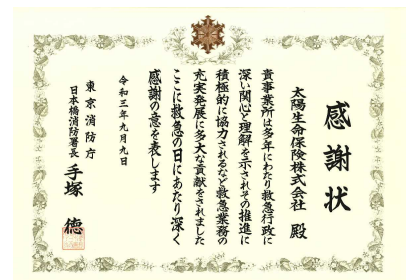 感謝状
太陽生命保険株式会社 殿
貴事業所は多年にわたり救急行政に
深い関心と理解を示されその推進に
積極的に協力されるなど救急業務の
充実発展に多大な貢献をされました
ここに救急の日にあたり深く
感謝の意を表します
令和三年九月九日
東京消防庁
日本橋消防署長 手塚 徳